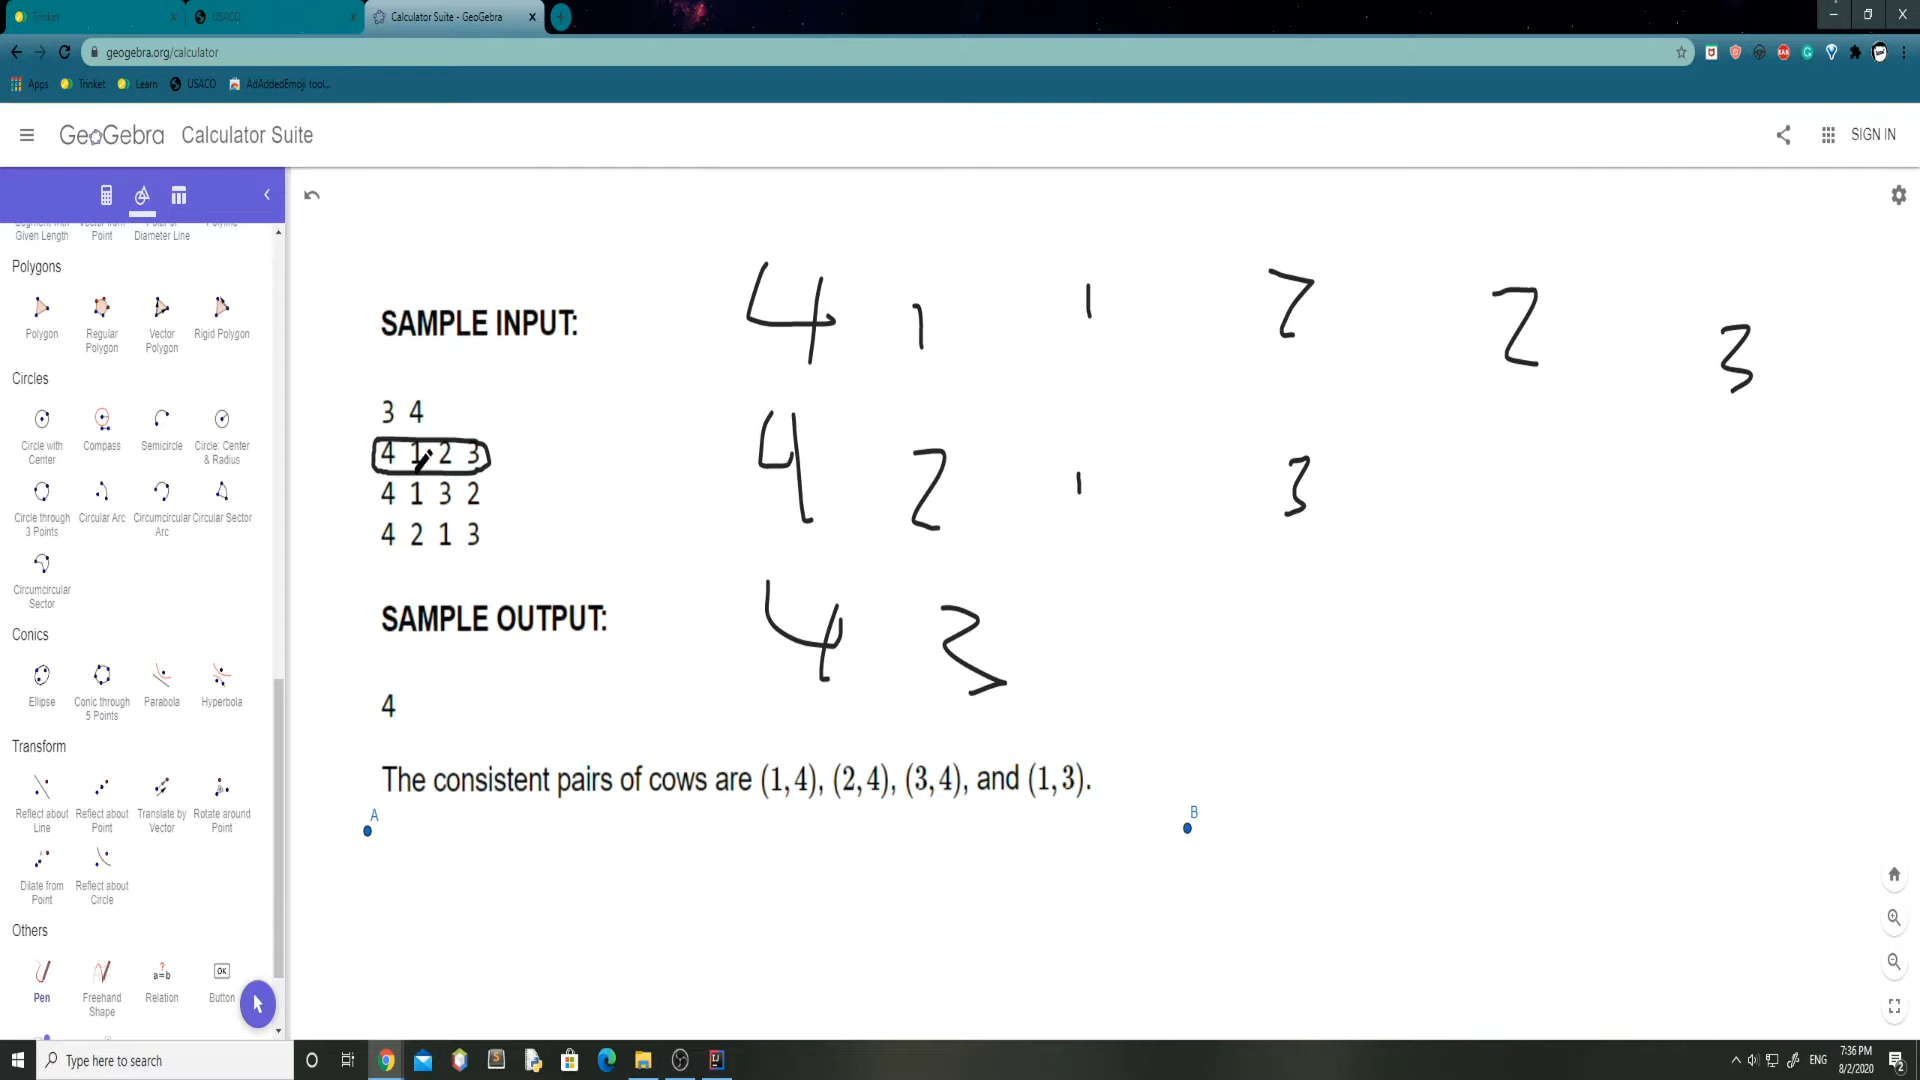 Trinket
USACO
Calculator Suite - GeoGebra
geogebra.org/calculator
Apps Trinket Learn USACO AdAddedEmoji tool...
GeoGebra Calculator Suite
SIGN IN
Given Length
Point
Diameter Line
Polygons
Polygon
Regular Polygon
Vector Polygon
Rigid Polygon
Circles
Circle with Center
Compass
Semicircle
Circle: Center & Radius
Circle through 3 Points
Circular Arc
Circumcircular Arc
Circular Sector
Circumcircular Sector
Conics
Ellipse
Conic through 5 Points
Parabola
Hyperbola
Transform
Reflect about Line
Reflect about Point
Translate by Vector
Rotate around Point
Dilate from Point
Reflect about Circle
Others
Pen
Freehand Shape
a=b
Relation
OK
Button
SAMPLE INPUT:
3 4
4 1 2 3
4 1 3 2
4 2 1 3
SAMPLE OUTPUT:
4
The consistent pairs of cows are (1,4), (2,4), (3,4), and (1,3).
A
B
4 1 1 2 2 3
4 2 1 3
4 3
Type here to search
ENG
7:36 PM
8/2/2020
2